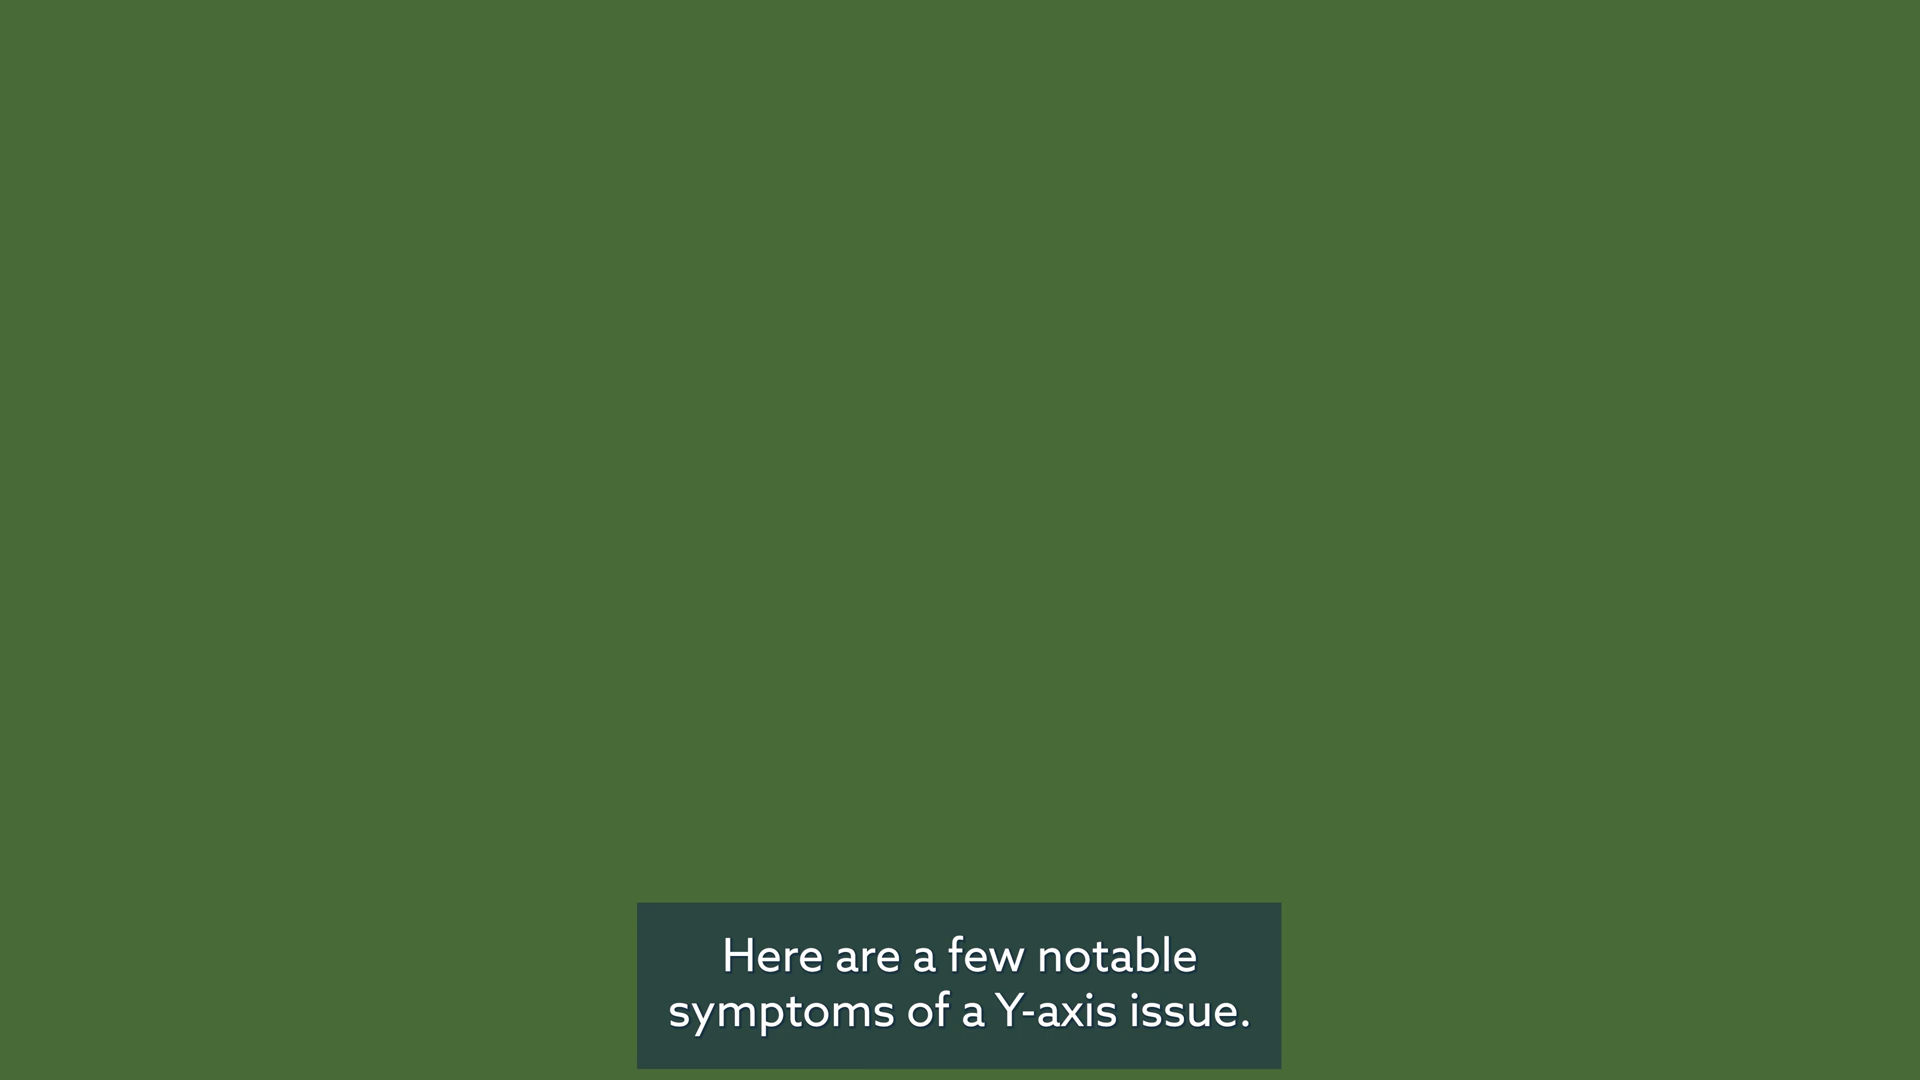 Here are a few notable
symptoms of a Y-axis issue.